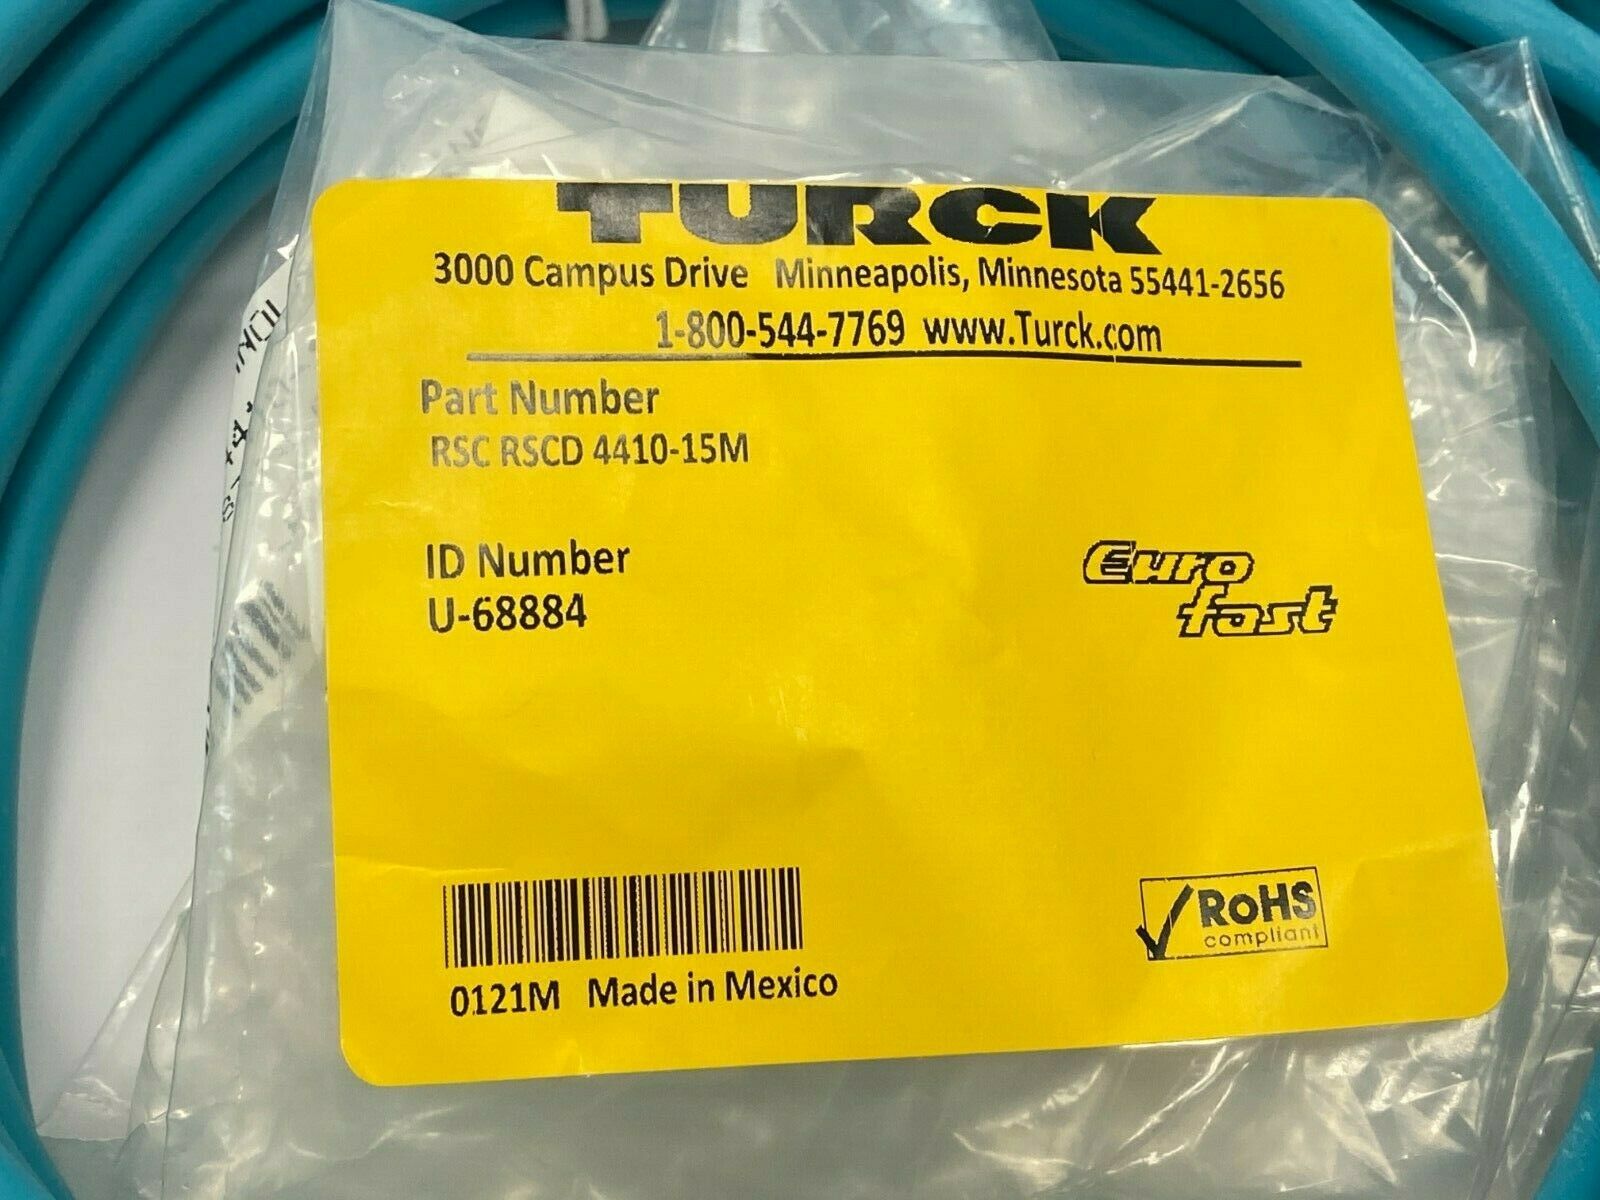 TURCK
3000 Campus Drive Minneapolis, Minnesota 55441-2656
1-800-544-7769 www.Turck.com
Part Number
RSC RSCD 4410-15M
ID Number
U-68884
Euro
fast
RoHS
compliant
0121M Made in Mexico